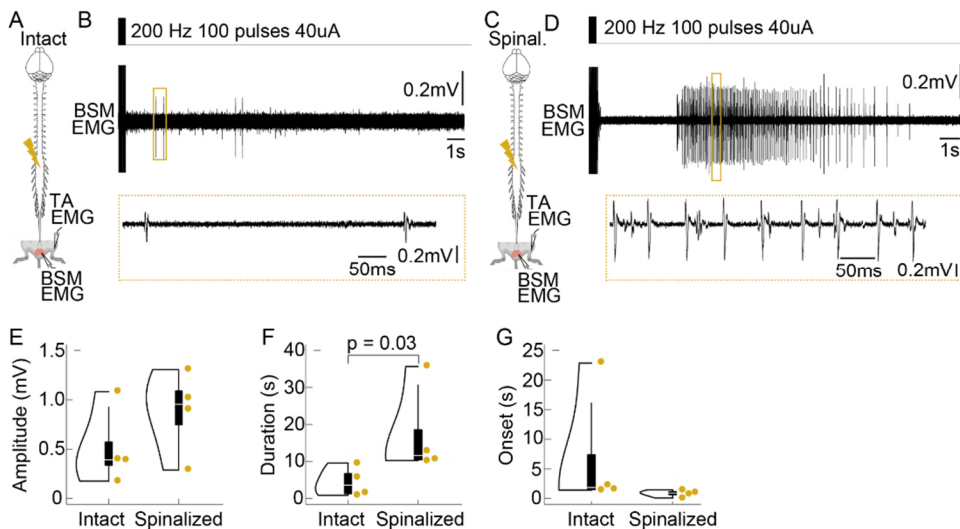 A
Intact
B
200 Hz 100 pulses 40uA
BSM
EMG
0.2mV
1s
TA
EMG
BSM
EMG
50ms
0.2mV
C
Spinal.
D
200 Hz 100 pulses 40uA
BSM
EMG
0.2mV
1s
TA
EMG
BSM
EMG
50ms
0.2mV
E
Amplitude (mV)
1.5
1.0
0.5
0
Intact
Spinalized
F
p = 0.03
Duration (s)
40
30
20
10
0
Intact
Spinalized
G
Onset (s)
25
20
15
10
5
0
Intact
Spinalized